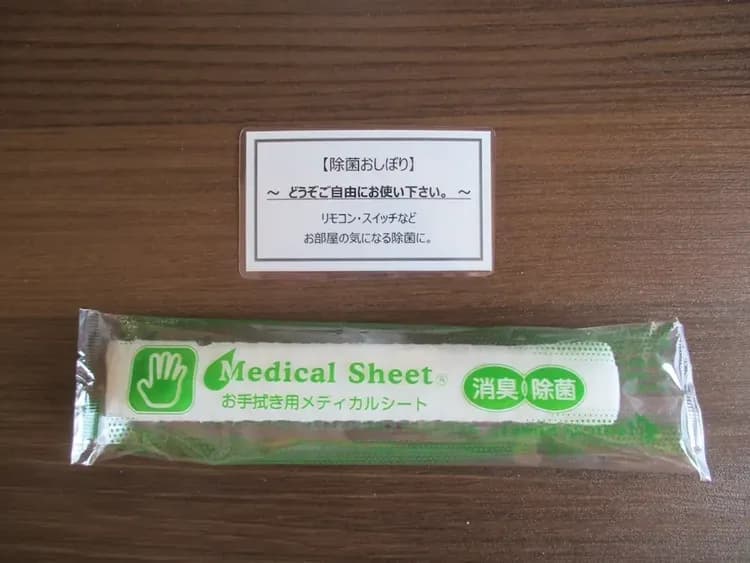 【除菌おしぼり】
～ どうぞご自由にお使い下さい。 ～
リモコン・スイッチなど
お部屋の気になる除菌に。
Medical Sheet
お手拭き用メディカルシート
消臭 除菌